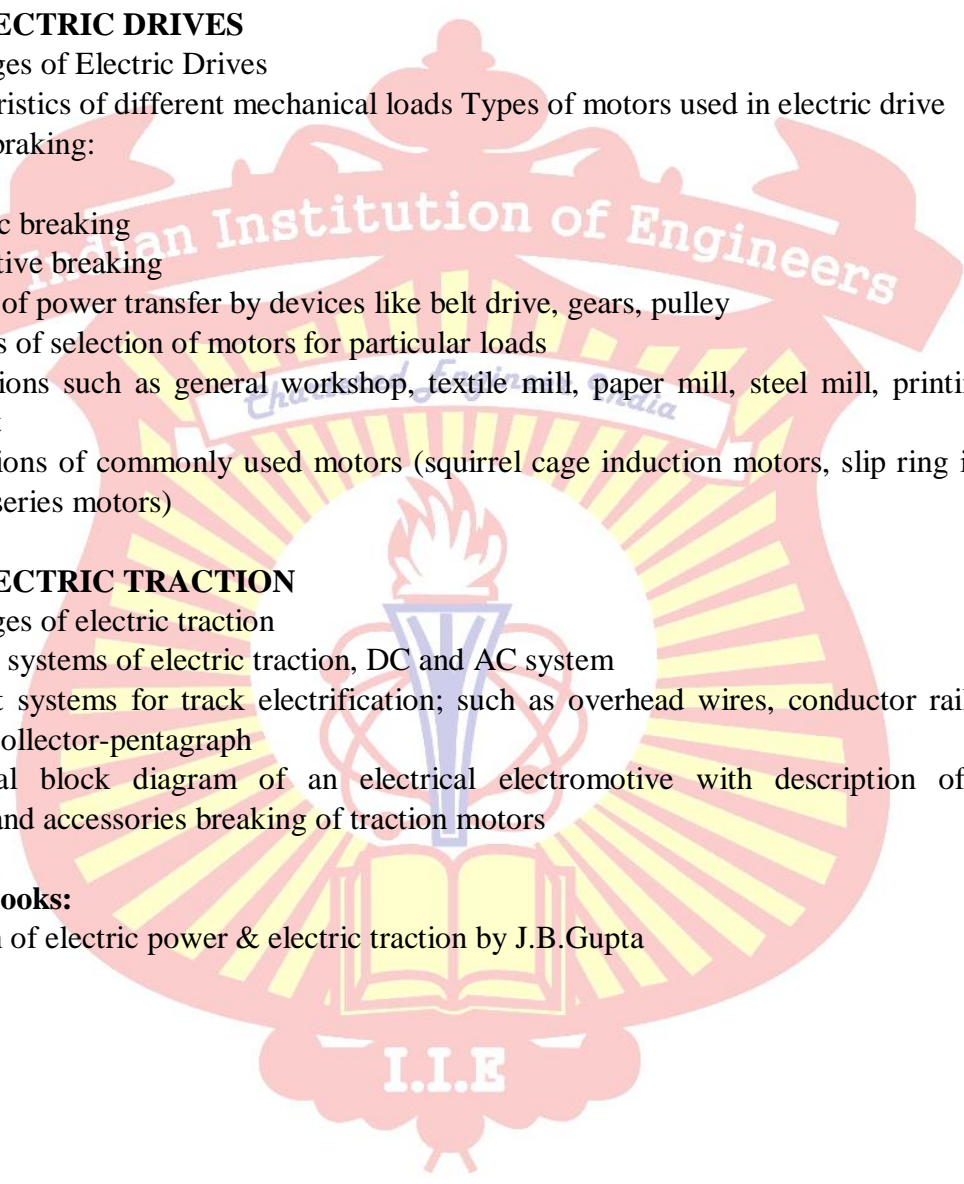 ECTRIC DRIVES
ges of Electric Drives
ristics of different mechanical loads Types of motors used in electric drive
braking:
c breaking
tive breaking
of power transfer by devices like belt drive, gears, pulley
s of selection of motors for particular loads
ions such as general workshop, textile mill, paper mill, steel mill, printi
ions of commonly used motors (squirrel cage induction motors, slip ring i
series motors)
ECTRIC TRACTION
ges of electric traction
systems of electric traction, DC and AC system
t systems for track electrification; such as overhead wires, conductor rail
ollector-pentagraph
al block diagram of an electrical electromotive with description of
and accessories breaking of traction motors
ooks:
of electric power & electric traction by J.B.Gupta
Indian Institution of Engineers
Chartered Engineer India
I.I.E